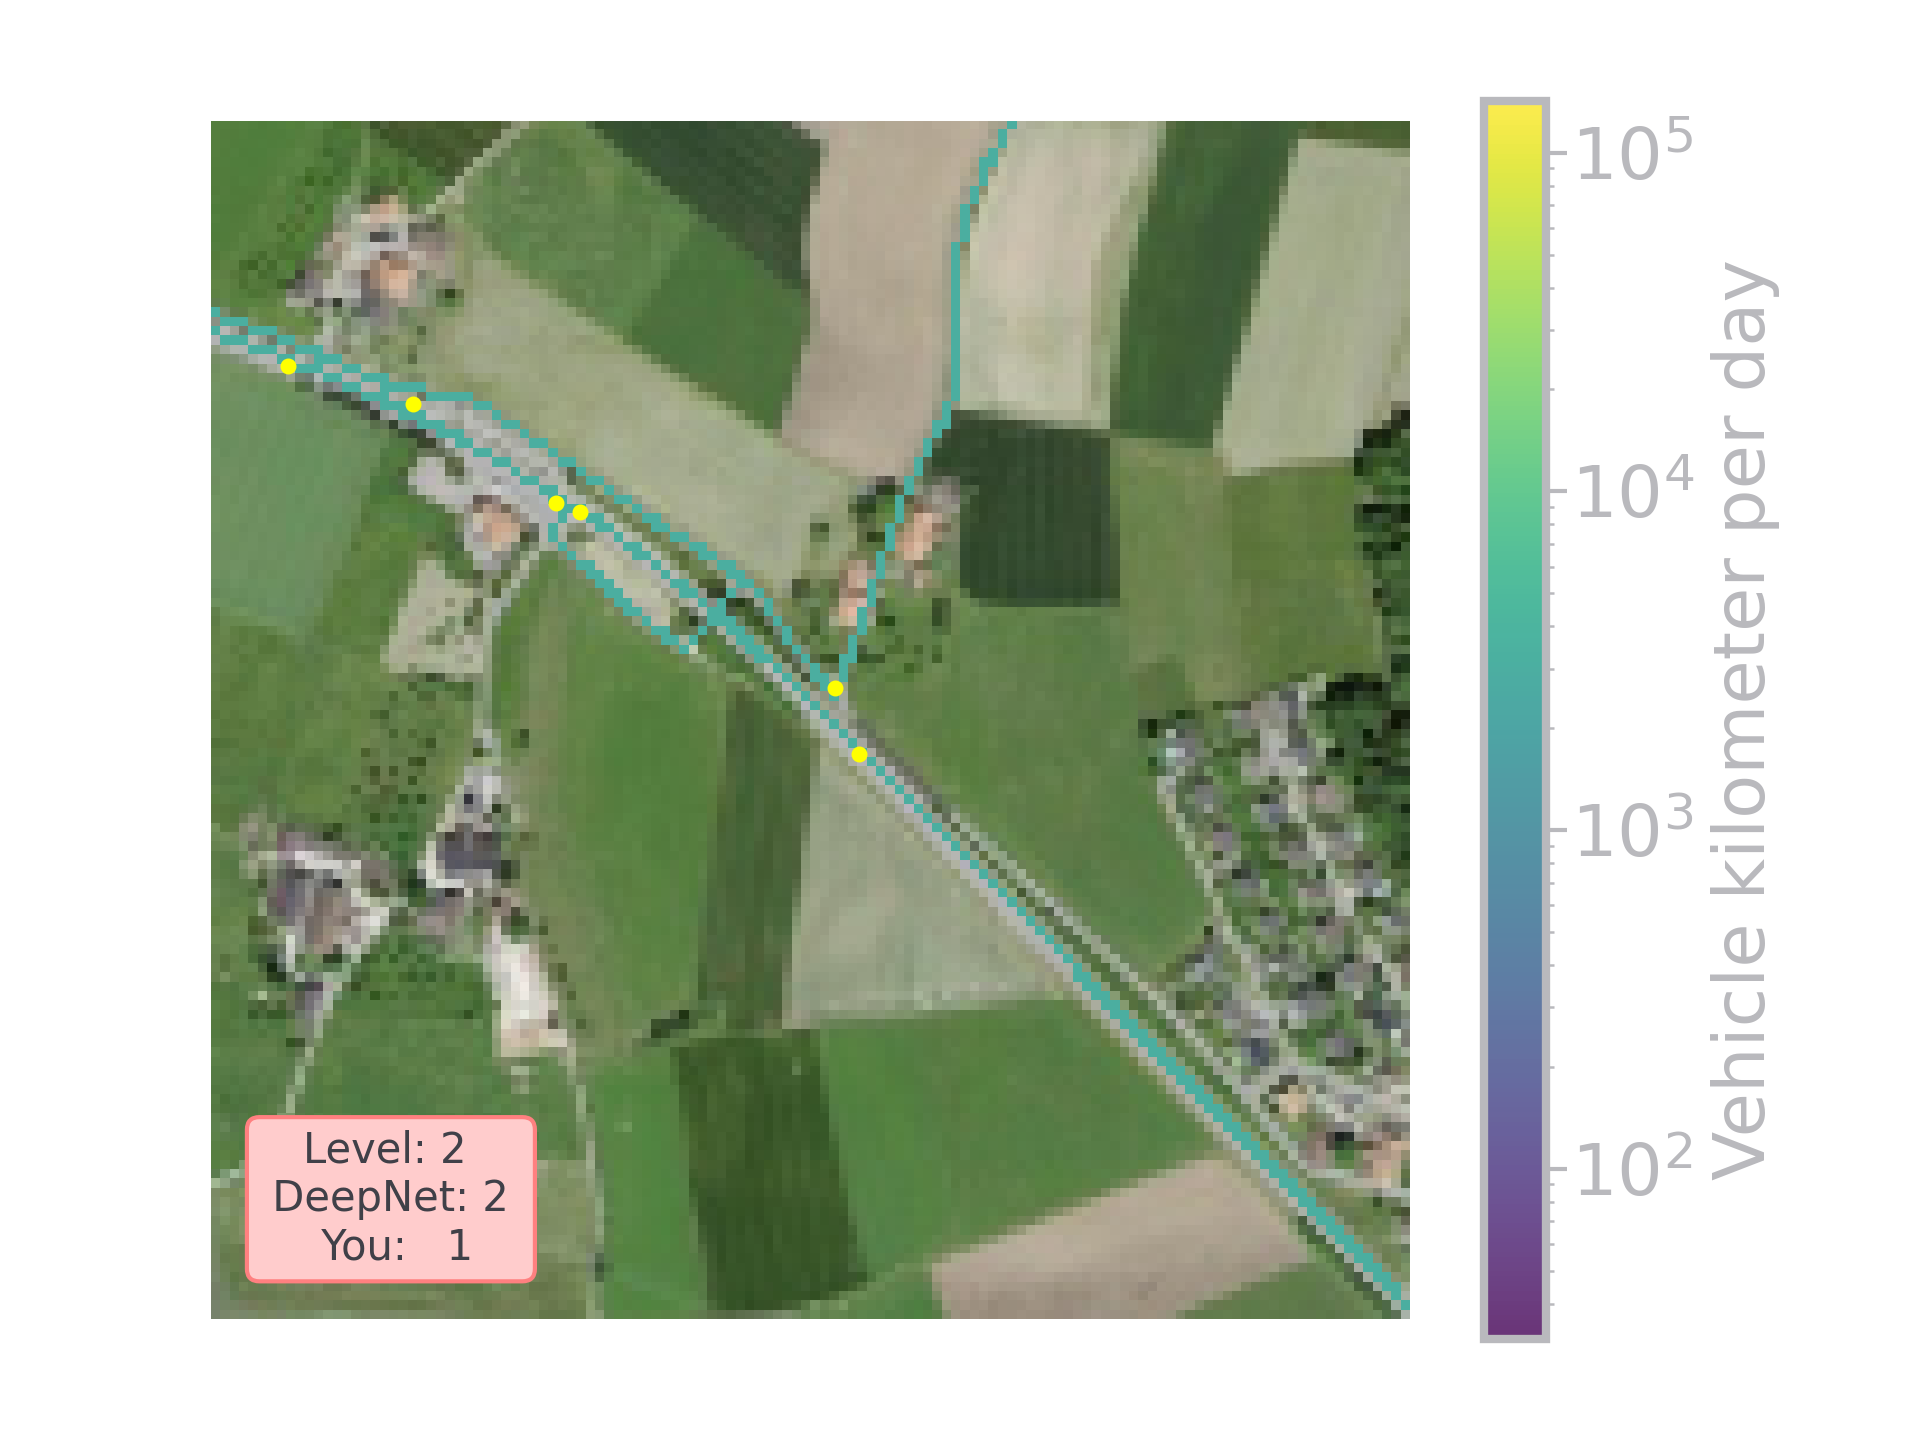 Level: 2
DeepNet: 2
You: 1
10⁵
10⁴
10³
10²
Vehicle kilometer per day